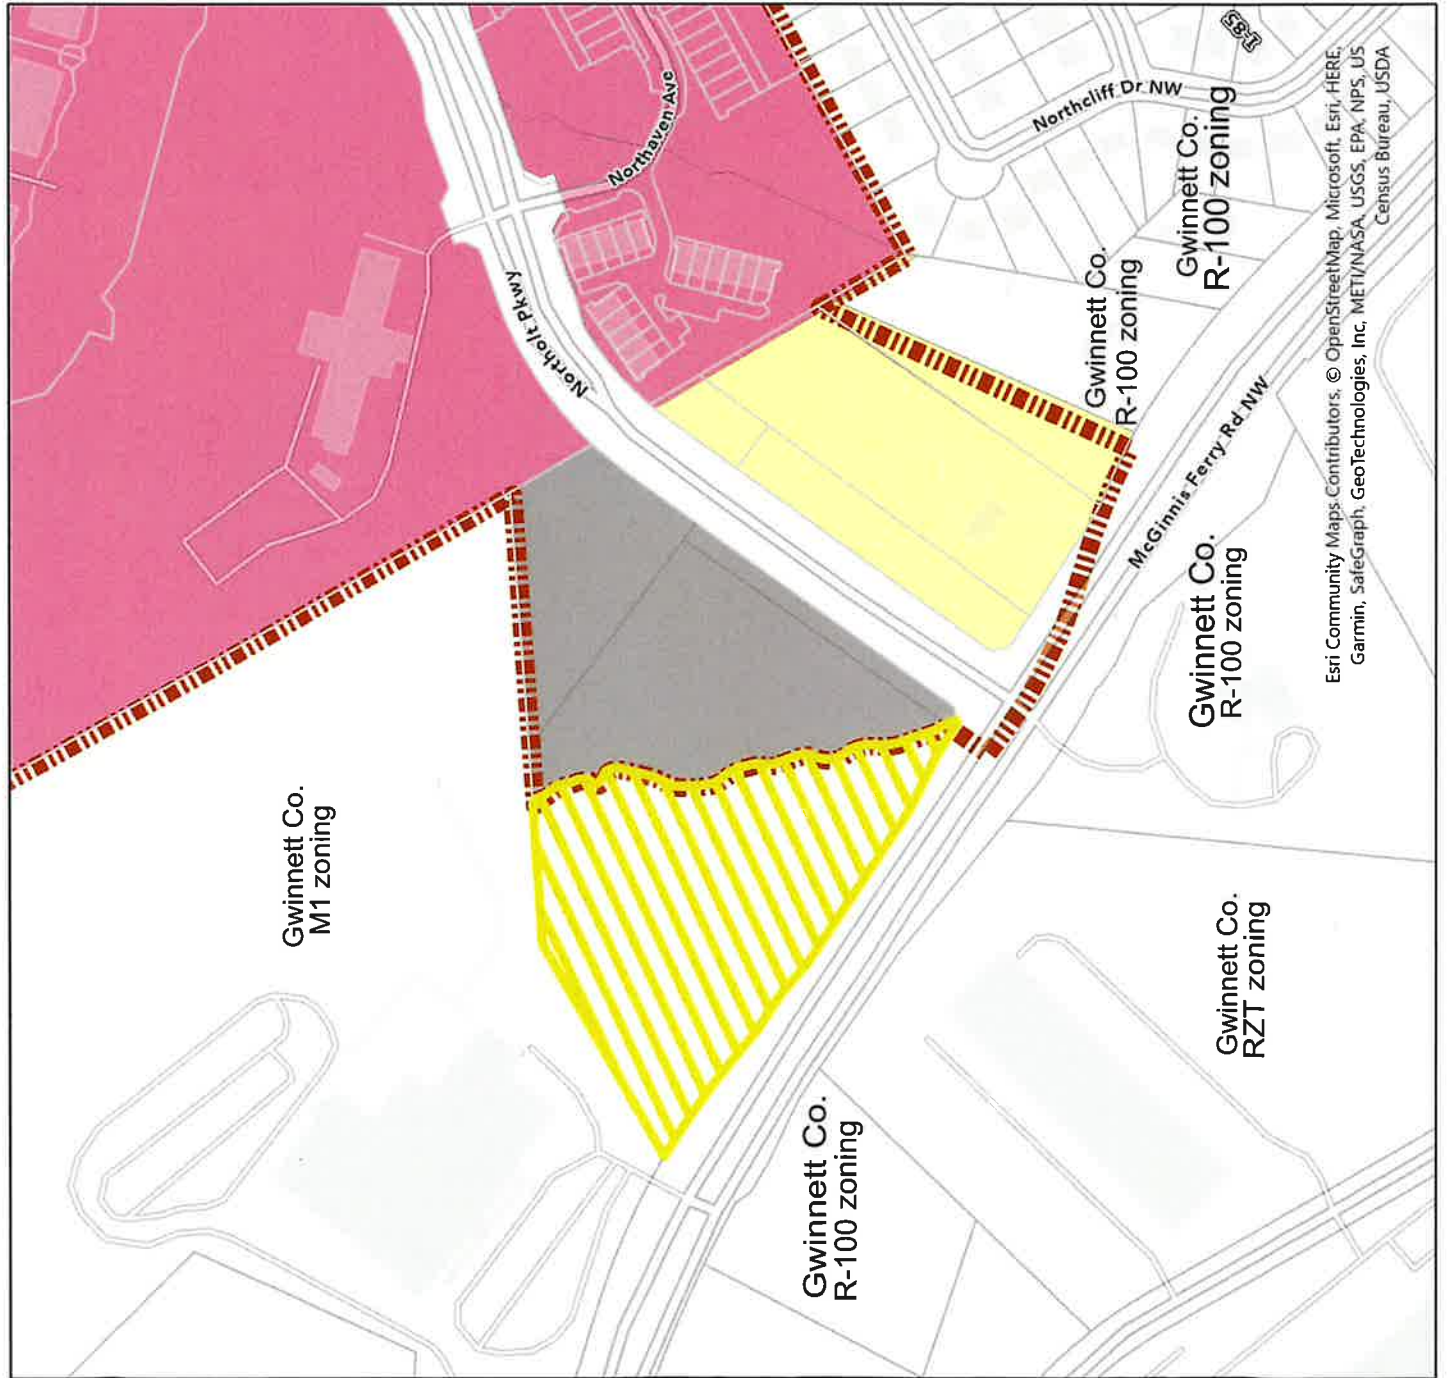 Gwinnett Co.
M1 zoning
Northolt Pkwy
Northaven Ave
I-85
Northcliff Dr NW
Gwinnett Co.
R-100 zoning
Gwinnett Co.
R-100 zoning
McGinnis Ferry Rd NW
Gwinnett Co.
R-100 zoning
Gwinnett Co.
R-100 zoning
Gwinnett Co.
RZT zoning
Esri Community Maps Contributors, © OpenStreetMap, Microsoft, Esri, HERE,
Garmin, SafeGraph, GeoTechnologies, Inc, METI/NASA, USGS, EPA, NPS, US
Census Bureau, USDA